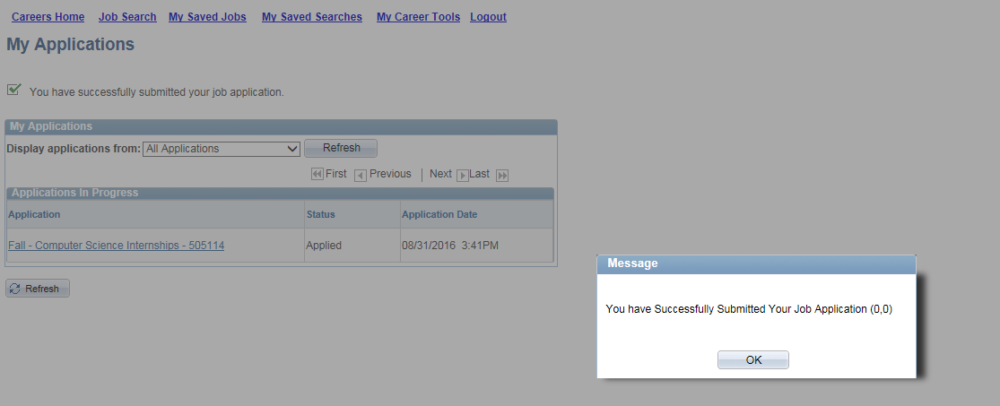 Careers Home Job Search My Saved Jobs My Saved Searches My Career Tools Logout
My Applications
You have successfully submitted your job application.
My Applications
Display applications from: All Applications Refresh
First Previous | Next Last
Applications In Progress
Application Status Application Date
Fall - Computer Science Internships - 505114 Applied 08/31/2016 3:41PM
Refresh
Message
You have Successfully Submitted Your Job Application (0,0)
OK